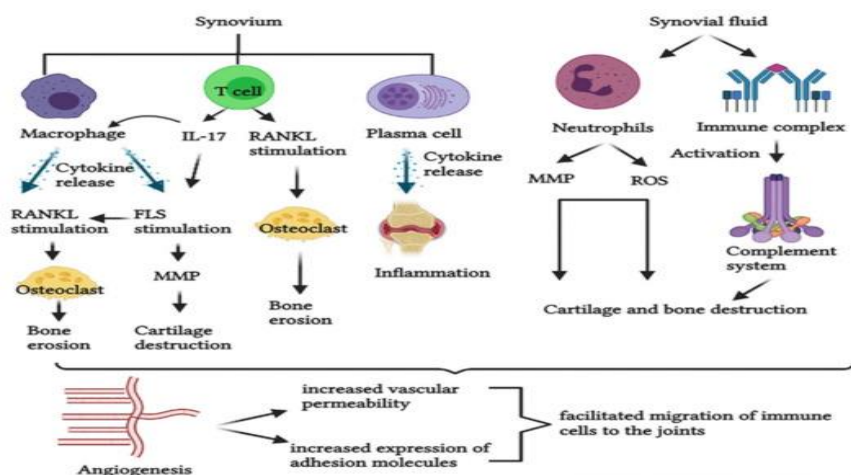 Synovium
Synovial fluid
T cell
Macrophage
IL-17
RANKL
stimulation
Plasma cell
Neutrophils
Immune complex
Cytokine
release
Cytokine
release
Activation
MMP
ROS
RANKL
stimulation
FLS
stimulation
Osteoclast
Inflammation
Complement
system
MMP
Osteoclast
Bone
erosion
Cartilage
destruction
Bone
erosion
Cartilage and bone destruction
increased vascular
permeability
facilitated migration of immune
cells to the joints
increased expression of
adhesion molecules
Angiogenesis